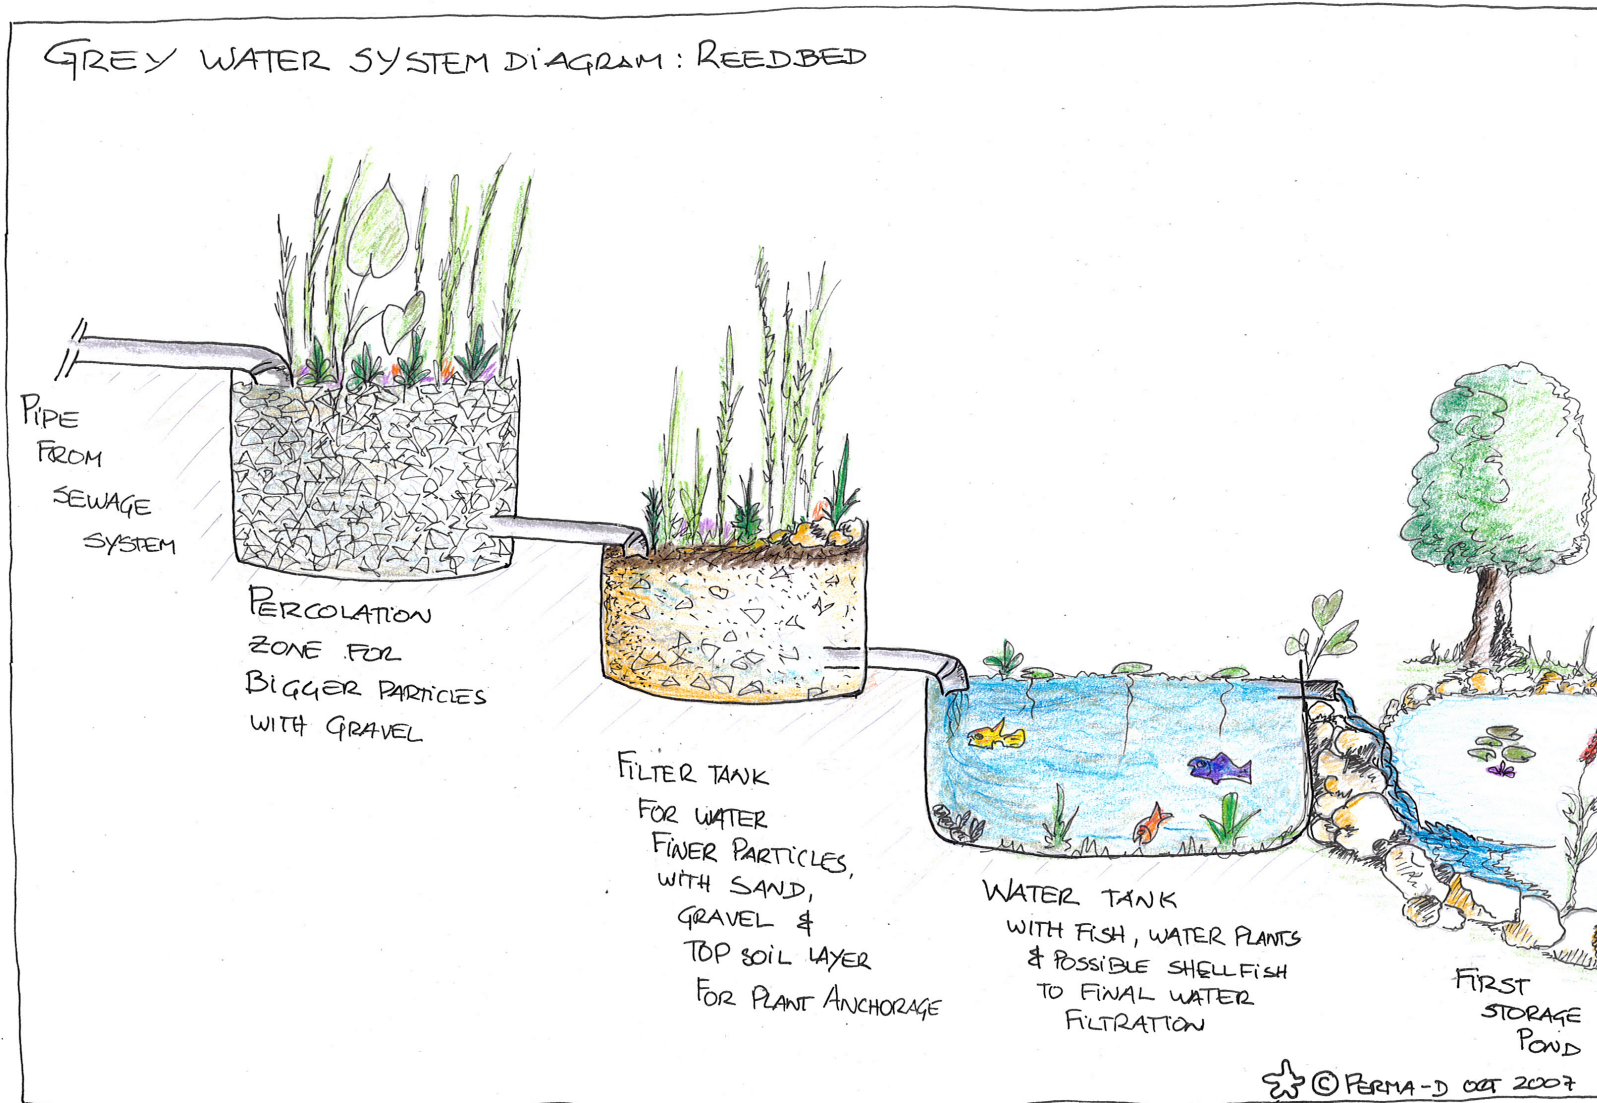 GREY WATER SYSTEM DIAGRAM: REEDBED
PIPE
FROM
SEWAGE
SYSTEM
PERCOLATION
ZONE FOR
BIGGER PARTICLES
WITH GRAVEL
FILTER TANK
FOR WATER
FINER PARTICLES,
WITH SAND,
GRAVEL &
TOP SOIL LAYER
FOR PLANT ANCHORAGE
WATER TANK
WITH FISH, WATER PLANTS
& POSSIBLE SHELLFISH
TO FINAL WATER
FILTRATION
FIRST
STORAGE
POND
© PERMA-D OCT 2007